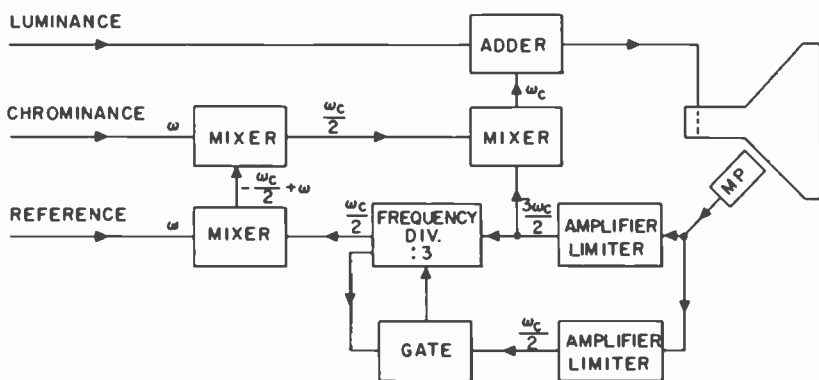 LUMINANCE
ADDER
ω_c
CHROMINANCE
ω
MIXER
ω_c/2
MIXER
-ω_c/2 + ω
MP
REFERENCE
ω
MIXER
ω_c/2
FREQUENCY
DIV.
:3
3ω_c/2
AMPLIFIER
LIMITER
GATE
ω_c/2
AMPLIFIER
LIMITER